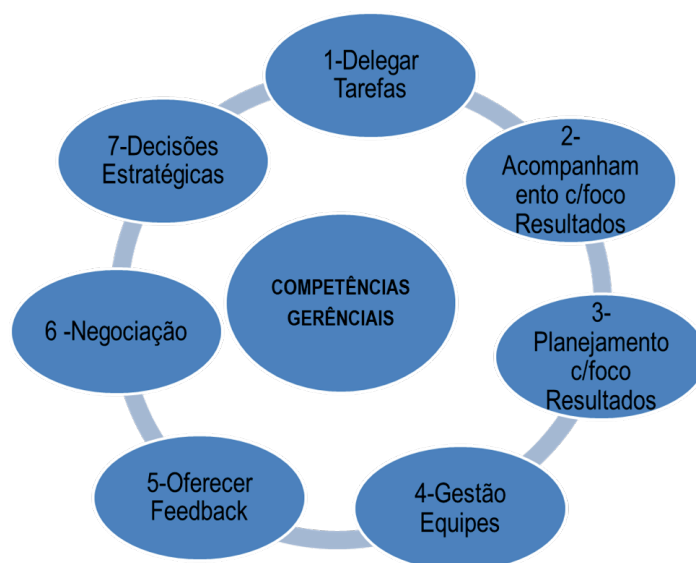 1-Delegar
Tarefas
2-
Acompanham
ento c/foco
Resultados
3-
Planejamento
c/foco
Resultados
4-Gestão
Equipes
5-Oferecer
Feedback
6 -Negociação
7-Decisões
Estratégicas
COMPETÊNCIAS
GERÊNCIAIS